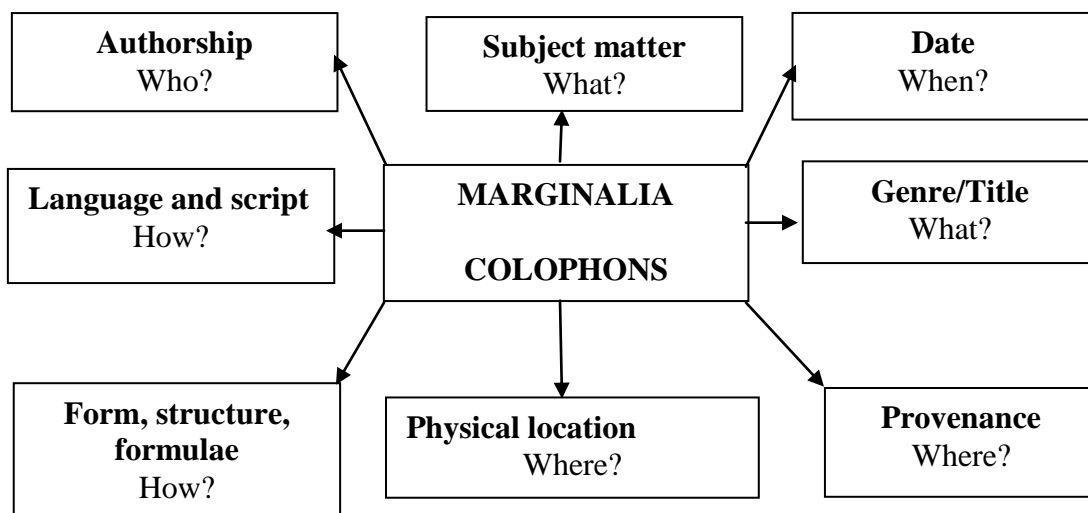 Authorship
Who?
Subject matter
What?
Date
When?
Language and script
How?
MARGINALIA
COLOPHONS
Genre/Title
What?
Form, structure,
formulae
How?
Physical location
Where?
Provenance
Where?